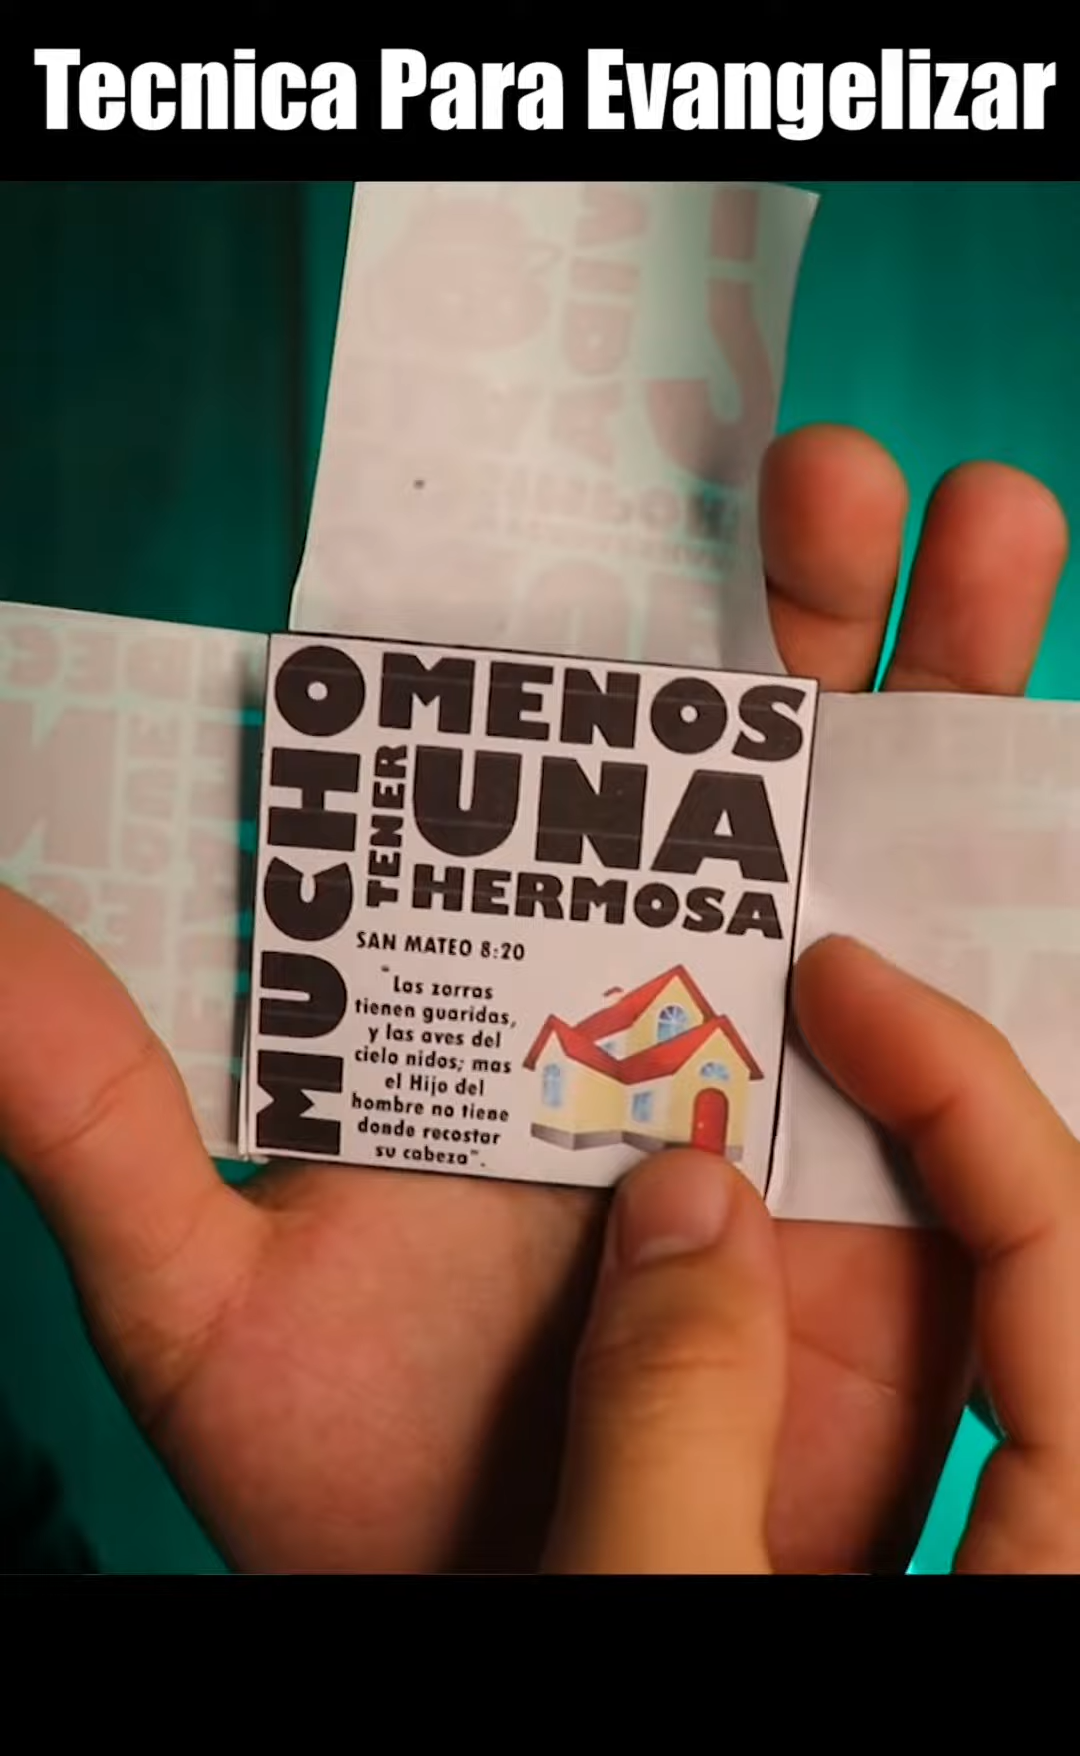 Tecnica Para Evangelizar
MUCHO
MENOS
TENER
UNA
HERMOSA
SAN MATEO 8:20
"Las zorras
tienen guaridas,
y las aves del
cielo nidos; mas
el Hijo del
hombre no tiene
donde recostar
su cabeza".